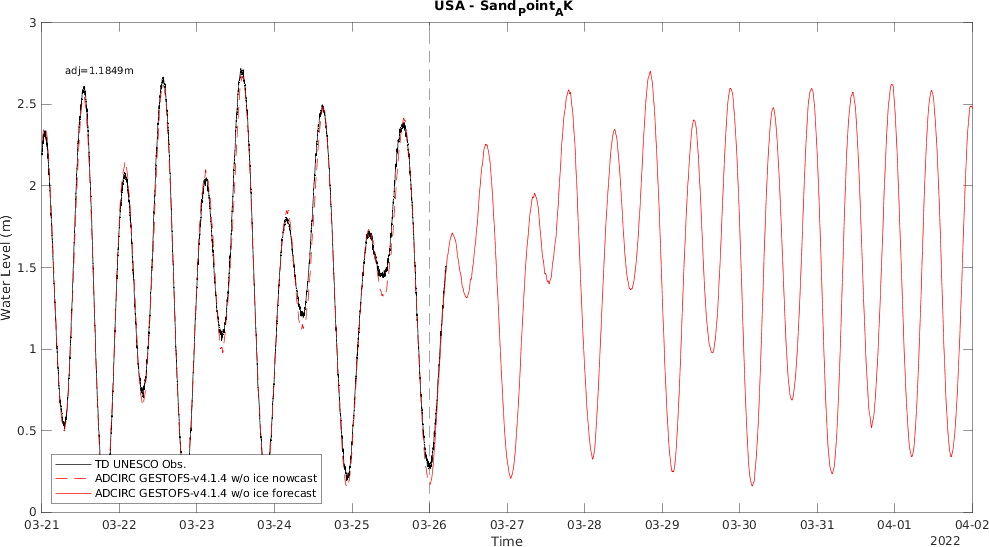 USA - Sand_Point_AK
adj=1.1849m
3
2.5
2
1.5
1
0.5
0
Water Level (m)
TD UNESCO Obs.
ADCIRC GESTOFS-v4.1.4 w/o ice nowcast
ADCIRC GESTOFS-v4.1.4 w/o ice forecast
03-21 03-22 03-23 03-24 03-25 03-26 03-27 03-28 03-29 03-30 03-31 04-01 04-02
Time
2022